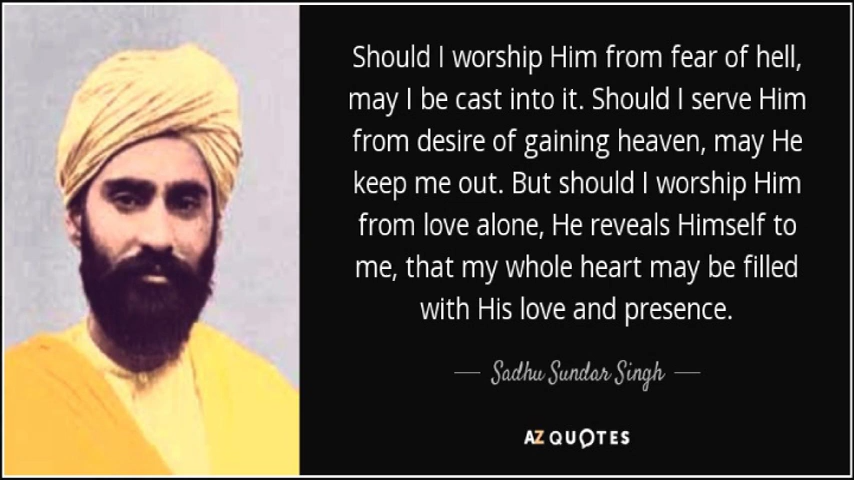 Should I worship Him from fear of hell,
may I be cast into it. Should I serve Him
from desire of gaining heaven, may He
keep me out. But should I worship Him
from love alone, He reveals Himself to
me, that my whole heart may be filled
with His love and presence.
— Sadhu Sundar Singh —
AZ QUOTES